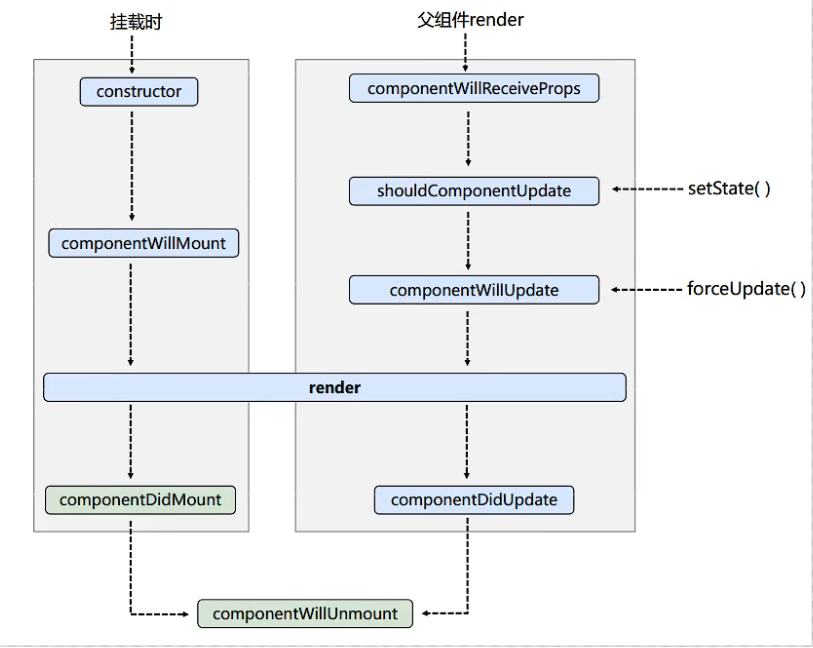 挂载时
父组件render
constructor
componentWillReceiveProps
shouldComponentUpdate
setState( )
componentWillMount
componentWillUpdate
forceUpdate( )
render
componentDidMount
componentDidUpdate
componentWillUnmount